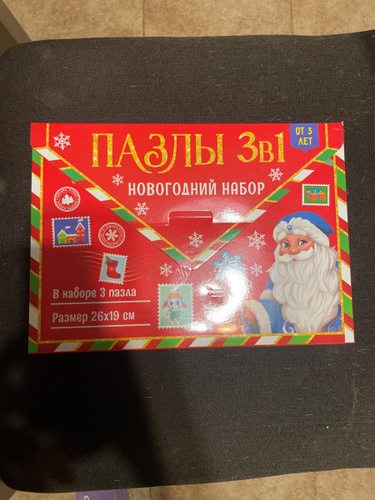 ПАЗЛЫ 3в1
ОТ 3
ЛЕТ
НОВОГОДНИЙ НАБОР
В наборе 3 пазла
Размер 26х19 см